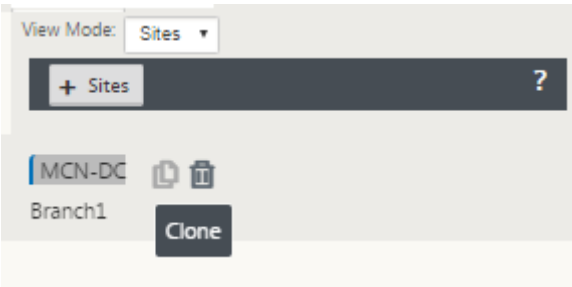 View Mode: Sites
+ Sites ?
MCN-DC
Branch1
Clone